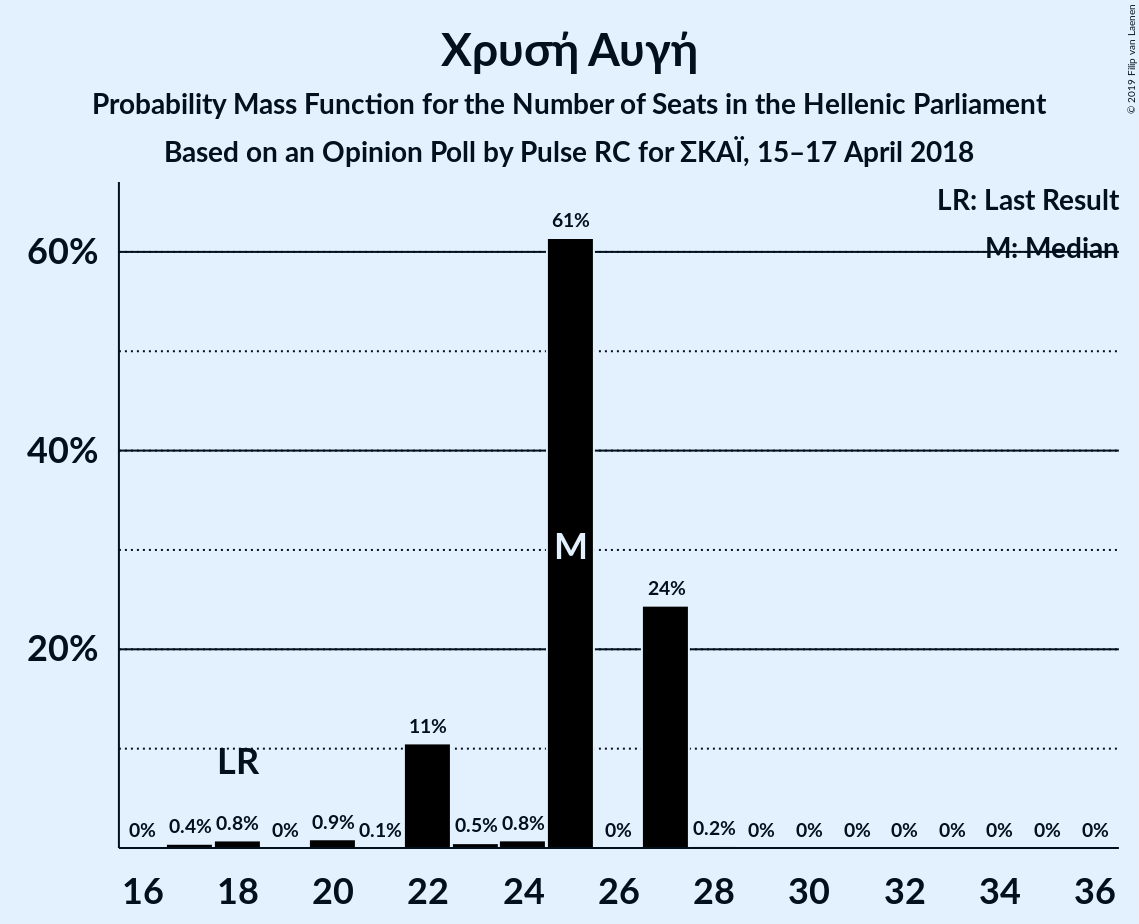 Χρυσή Αυγή
Probability Mass Function for the Number of Seats in the Hellenic Parliament
Based on an Opinion Poll by Pulse RC for ΣΚΑΪ, 15–17 April 2018
© 2019 Filip van Laenen
LR: Last Result
M: Median
60%
40%
20%
61%
M
24%
11%
LR
0% 0.4% 0.8% 0% 0.9% 0.1% 0.5% 0.8% 0% 0.2% 0% 0% 0% 0% 0% 0% 0% 0%
16 18 20 22 24 26 28 30 32 34 36